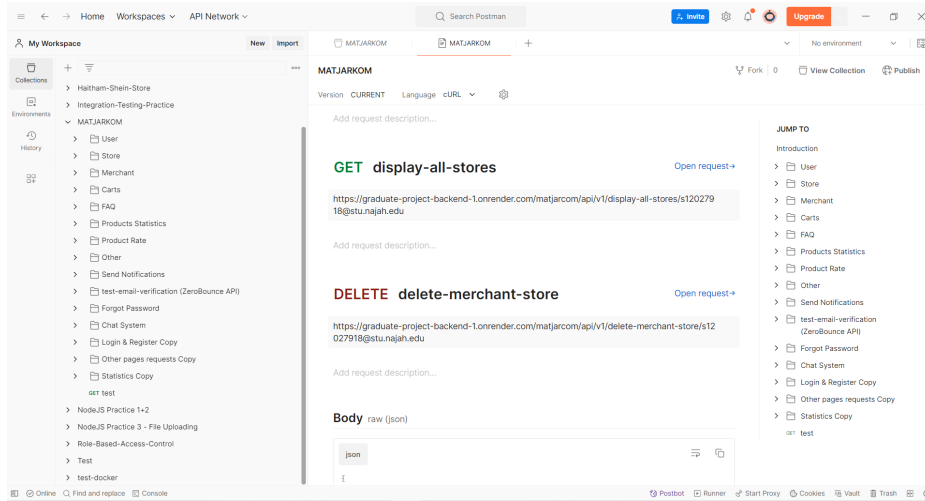 Home Workspaces API Network Search Postman Invite Upgrade
My Workspace New Import MATJARKOM MATJARKOM No environment
Collections
Environments
History
Haitham-Shein-Store
Integration-Testing-Practice
MATJARKOM
User
Store
Merchant
Carts
FAQ
Products Statistics
Product Rate
Other
Send Notifications
test-email-verification (ZeroBounce API)
Forgot Password
Chat System
Login & Register Copy
Other pages requests Copy
Statistics Copy
GET test
NodeJS Practice 1+2
NodeJS Practice 3 - File Uploading
Role-Based-Access-Control
Test
test-docker
MATJARKOM Fork 0 View Collection Publish
Version CURRENT Language cURL
Add request description...
GET display-all-stores Open request→
https://graduate-project-backend-1.onrender.com/matjarcom/api/v1/display-all-stores/s120279
18@stu.najah.edu
Add request description...
DELETE delete-merchant-store Open request→
https://graduate-project-backend-1.onrender.com/matjarcom/api/v1/delete-merchant-store/s12
027918@stu.najah.edu
Add request description...
Body raw (json)
json
{
JUMP TO
Introduction
User
Store
Merchant
Carts
FAQ
Products Statistics
Product Rate
Other
Send Notifications
test-email-verification
(ZeroBounce API)
Forgot Password
Chat System
Login & Register Copy
Other pages requests Copy
Statistics Copy
GET test
Online Find and replace Console Postbot Runner Start Proxy Cookies Vault Trash